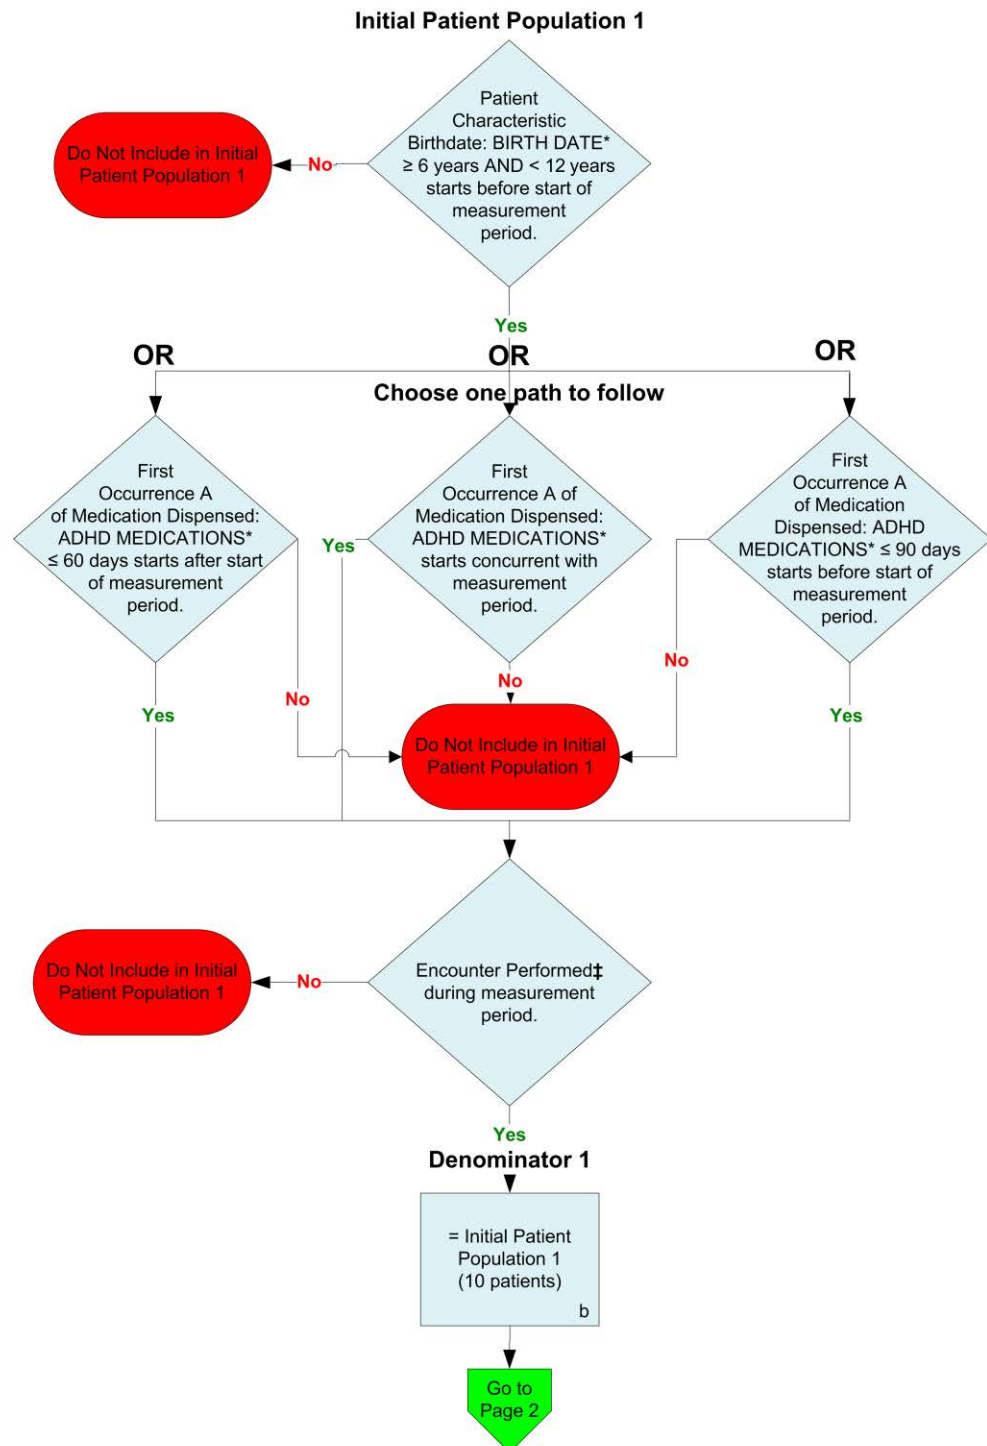 Initial Patient Population 1
Patient
Characteristic
Birthdate: BIRTH DATE*
≥ 6 years AND < 12 years
starts before start of
measurement
period.
Do Not Include in Initial
Patient Population 1
No
Yes
OR
OR
OR
Choose one path to follow
First
Occurrence A
of Medication Dispensed:
ADHD MEDICATIONS*
≤ 60 days starts after start
of measurement
period.
First
Occurrence A of
Medication Dispensed:
ADHD MEDICATIONS*
starts concurrent with
measurement
period.
First
Occurrence A
of Medication
Dispensed: ADHD
MEDICATIONS* ≤ 90 days
starts before start of
measurement
period.
Yes
No
No
No
Yes
Yes
Do Not Include in Initial
Patient Population 1
Encounter Performed‡
during measurement
period.
Do Not Include in Initial
Patient Population 1
No
Yes
Denominator 1
= Initial Patient
Population 1
(10 patients)
b
Go to
Page 2